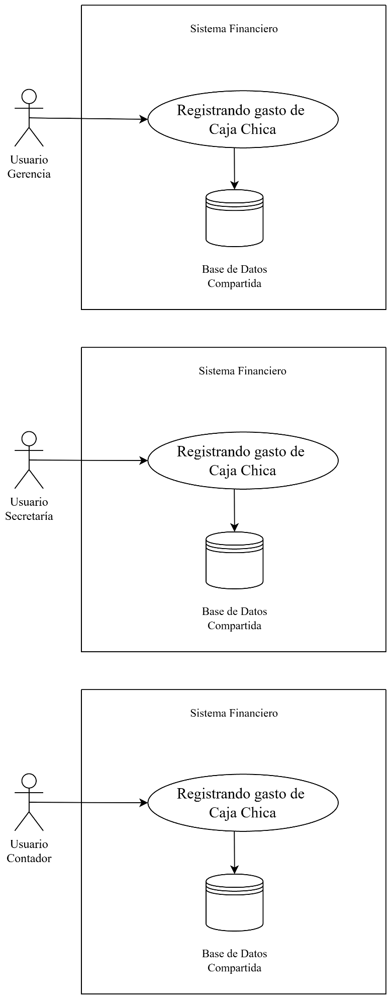 Sistema Financiero
Registrando gasto de
Caja Chica
Usuario
Gerencia
Base de Datos
Compartida
Sistema Financiero
Registrando gasto de
Caja Chica
Usuario
Secretaría
Base de Datos
Compartida
Sistema Financiero
Registrando gasto de
Caja Chica
Usuario
Contador
Base de Datos
Compartida